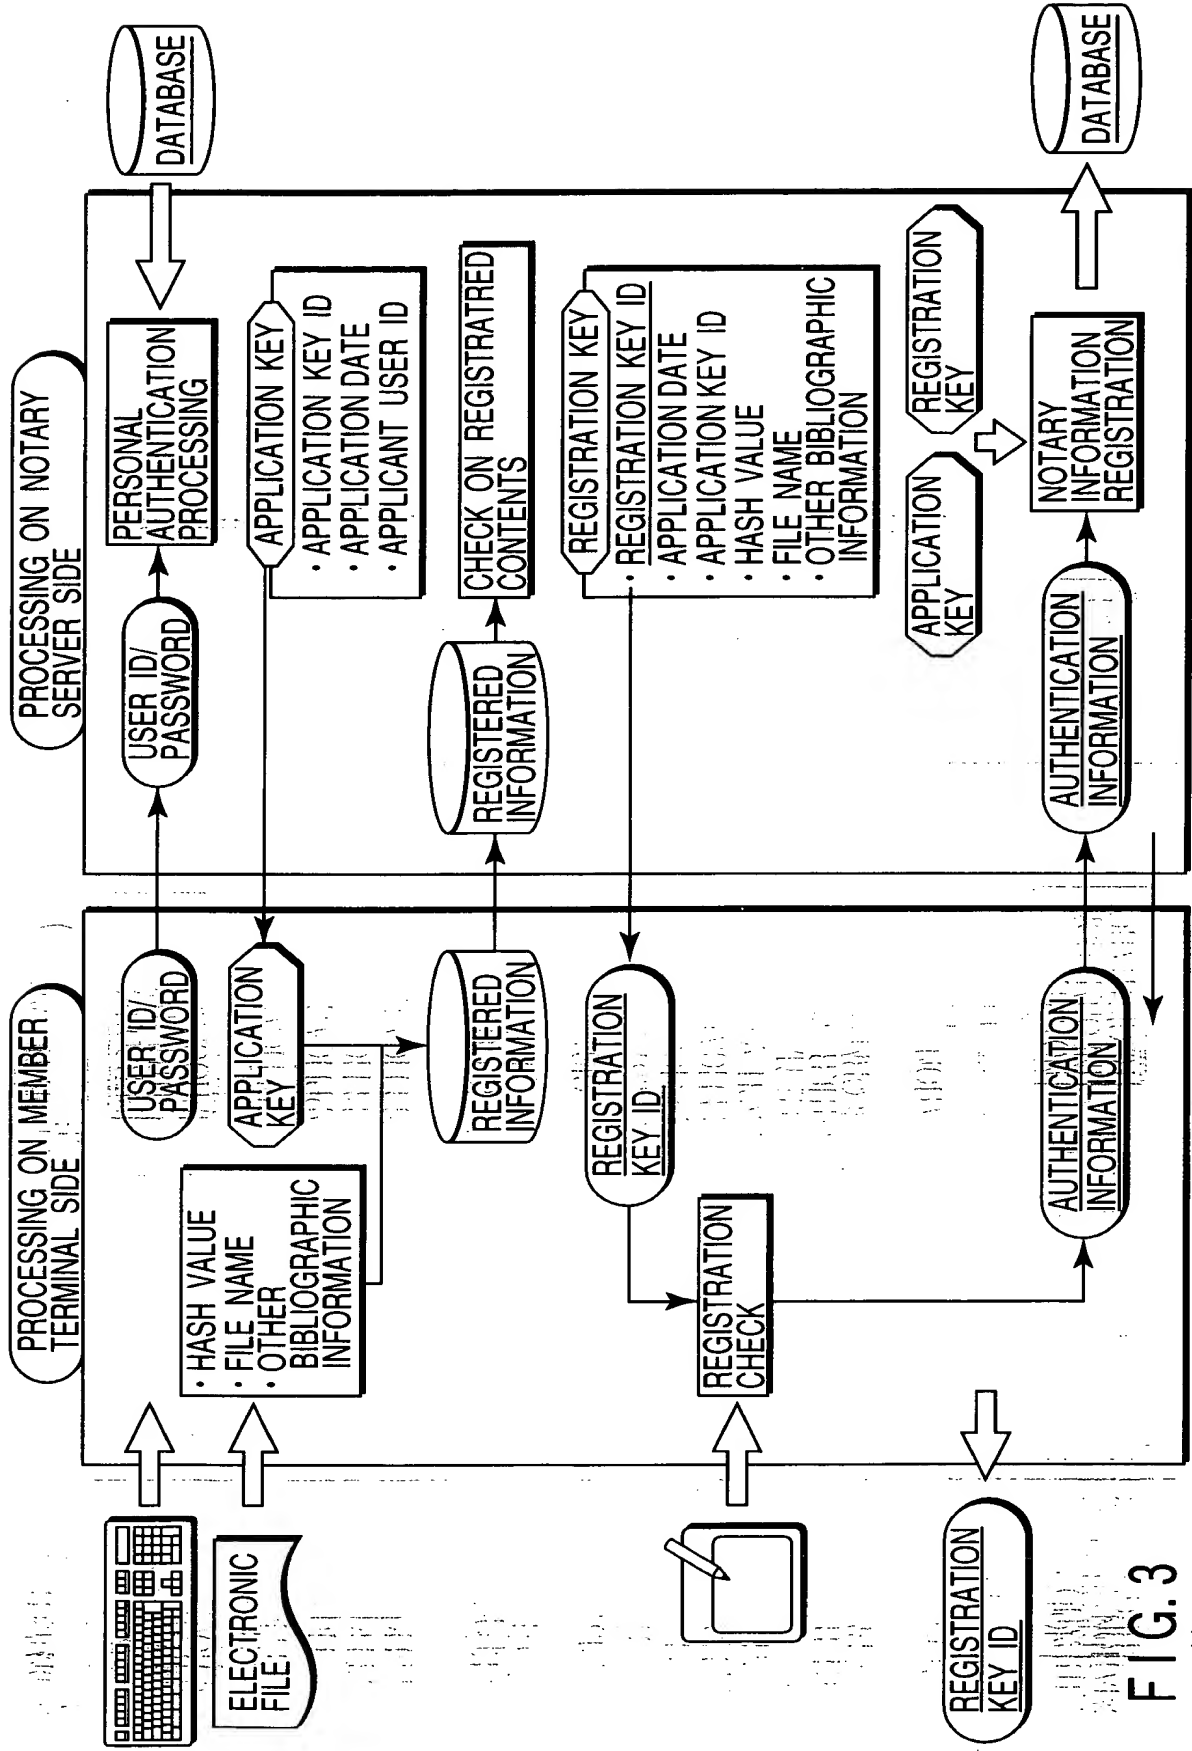 PROCESSING ON MEMBER
TERMINAL SIDE
PROCESSING ON NOTARY
SERVER SIDE
USER ID/
PASSWORD
USER ID/
PASSWORD
PERSONAL
AUTHENTICATION
PROCESSING
DATABASE
ELECTRONIC
FILE
• HASH VALUE
• FILE NAME
• OTHER
BIBLIOGRAPHIC
INFORMATION
APPLICATION
KEY
APPLICATION KEY
• APPLICATION KEY ID
• APPLICATION DATE
• APPLICANT USER ID
REGISTERED
INFORMATION
REGISTERED
INFORMATION
CHECK ON REGISTRATRED
CONTENTS
REGISTRATION
KEY ID
REGISTRATION KEY
• REGISTRATION KEY ID
• APPLICATION DATE
• APPLICATION KEY ID
• HASH VALUE
• FILE NAME
• OTHER BIBLIOGRAPHIC
INFORMATION
REGISTRATION
CHECK
APPLICATION
KEY
REGISTRATION
KEY
REGISTRATION
KEY ID
AUTHENTICATION
INFORMATION
AUTHENTICATION
INFORMATION
NOTARY
INFORMATION
REGISTRATION
DATABASE
FIG.3